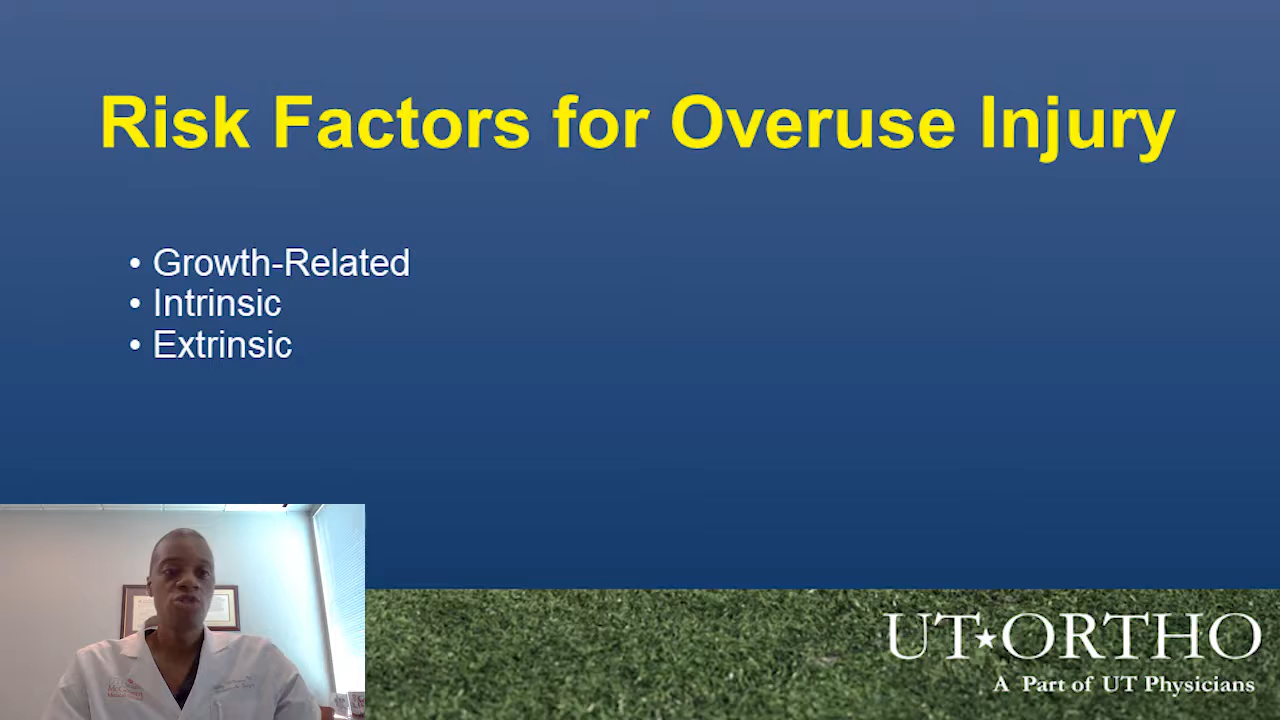 Risk Factors for Overuse Injury
• Growth-Related
• Intrinsic
• Extrinsic
UT★ORTHO
A Part of UT Physicians